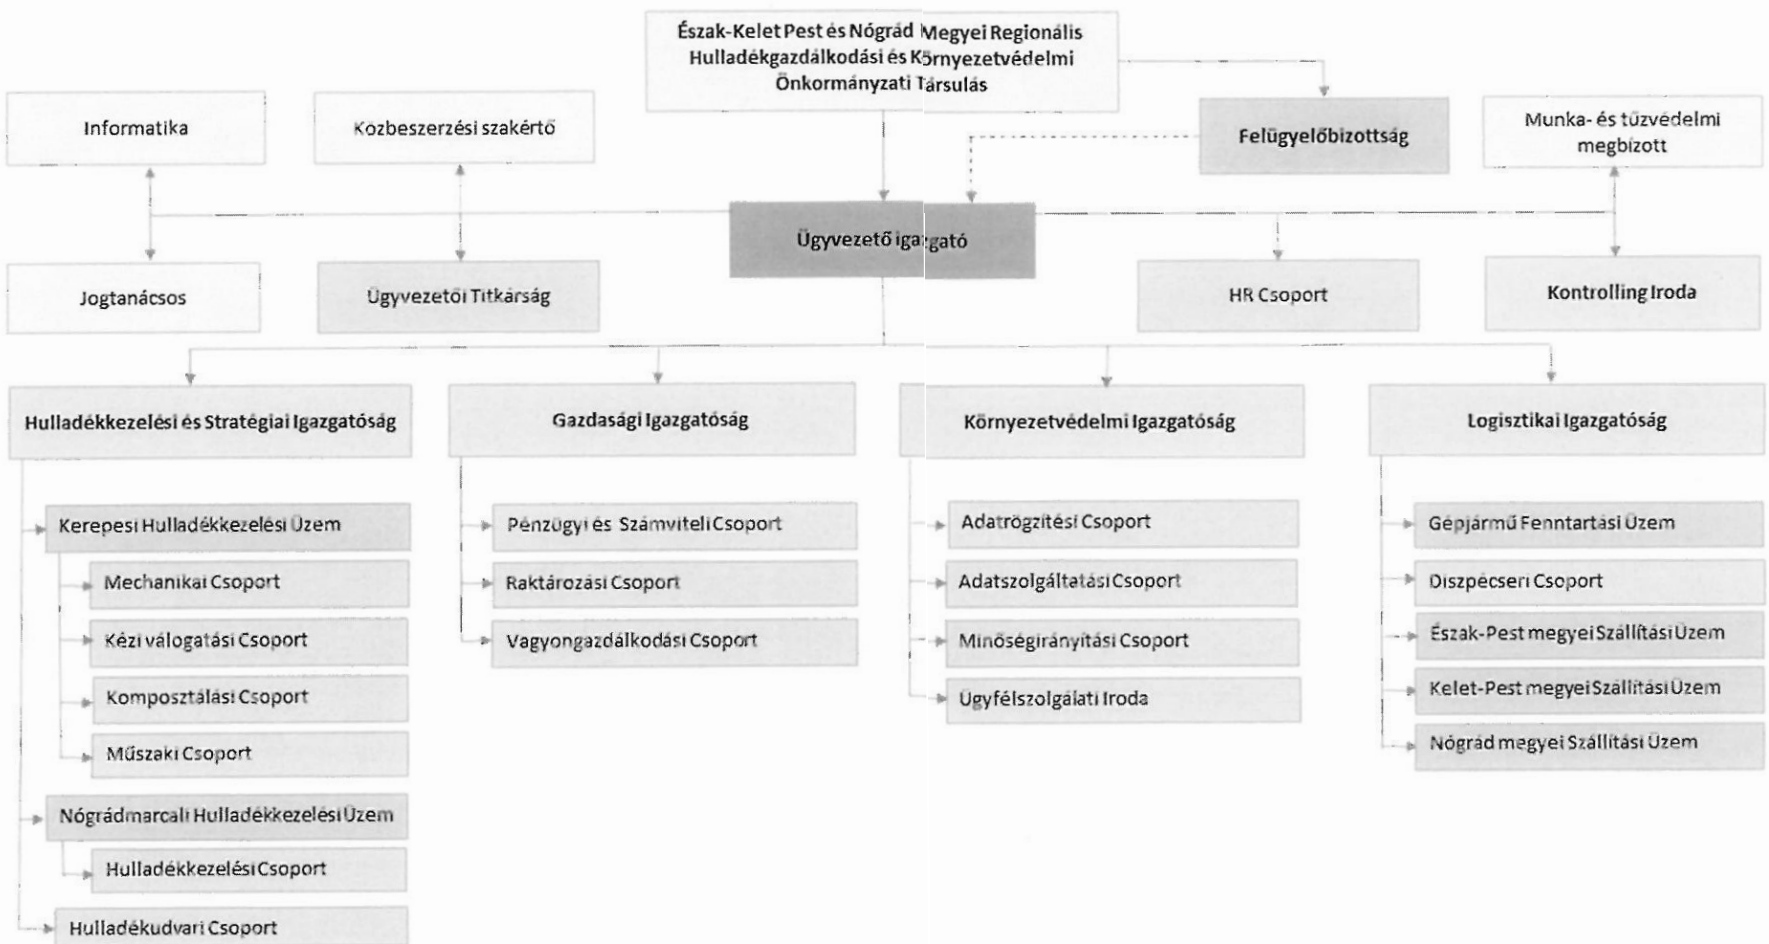 Észak-Kelet Pest és Nógrád Megyei Regionális
Hulladékgazdálkodási és Környezetvédelmi
Önkormányzati Társulás
Informatika
Közbeszerzési szakértő
Felügyelőbizottság
Munka- és tűzvédelmi
megbízott
Ügyvezető igazgató
Jogtanácsos
Ügyvezetői Titkárság
HR Csoport
Kontrolling Iroda
Hulladékkezelési és Stratégiai Igazgatóság
Gazdasági Igazgatóság
Környezetvédelmi Igazgatóság
Logisztikai Igazgatóság
Kerepesi Hulladékkezelési Üzem
Mechanikai Csoport
Kézi válogatási Csoport
Komposztálási Csoport
Műszaki Csoport
Nógrádmarcali Hulladékkezelési Üzem
Hulladékkezelési Csoport
Hulladékudvari Csoport
Pénzügyi és Számviteli Csoport
Raktározási Csoport
Vagyongazdálkodási Csoport
Adatrögzítési Csoport
Adatszolgáltatási Csoport
Minőségirányítási Csoport
Ügyfélszolgálati Iroda
Gépjármű Fenntartási Üzem
Diszpécseri Csoport
Észak-Pest megyei Szállítási Üzem
Kelet-Pest megyei Szállítási Üzem
Nógrád megyei Szállítási Üzem